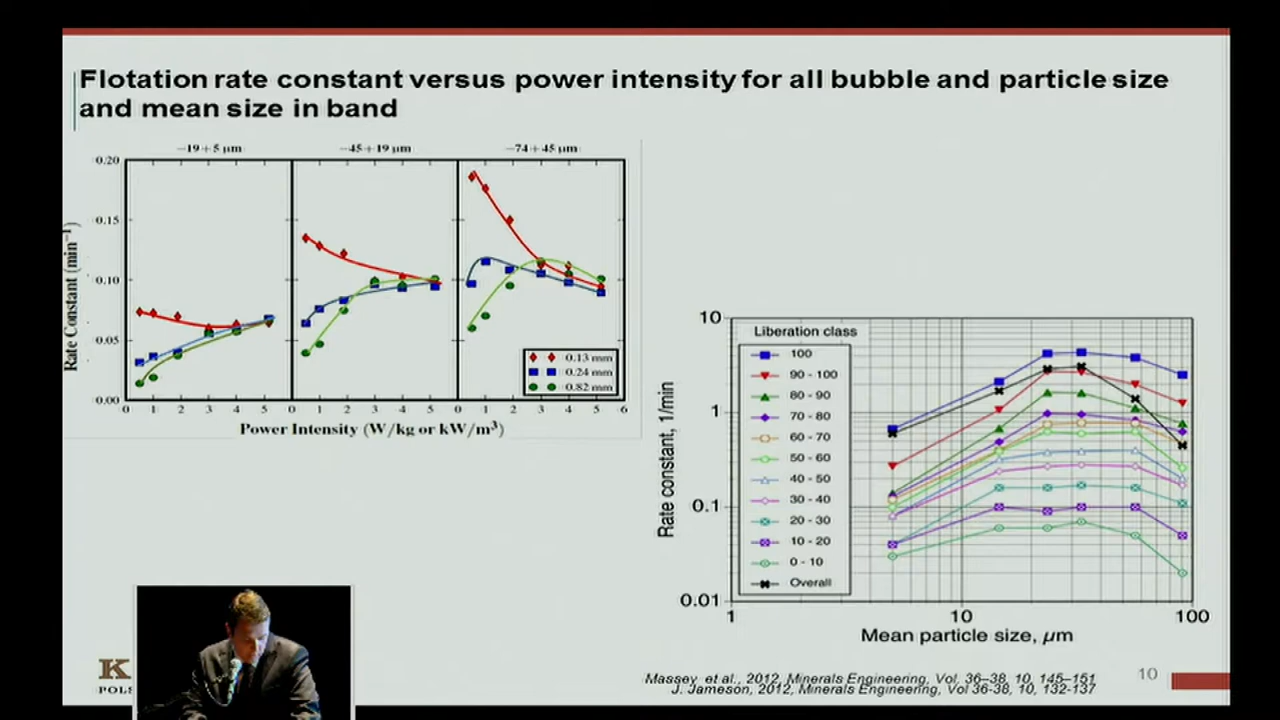 Flotation rate constant versus power intensity for all bubble and particle size
and mean size in band
−19+5 μm
−45+19 μm
−74+45 μm
0.20
0.15
0.10
0.05
0.00
Rate Constant (min⁻¹)
0.13 mm
0.24 mm
0.82 mm
0 1 2 3 4 5 0 1 2 3 4 5 0 1 2 3 4 5 6
Power Intensity (W/kg or kW/m³)
Liberation class
100
90 - 100
80 - 90
70 - 80
60 - 70
50 - 60
40 - 50
30 - 40
20 - 30
10 - 20
0 - 10
Overall
10
1
0.1
0.01
Rate constant, 1/min
1 10 100
Mean particle size, μm
K
POLS
Massey et al., 2012, Minerals Engineering, Vol. 36–38, 10, 145–151
J. Jameson, 2012, Minerals Engineering, Vol 36-38, 10, 132-137
10